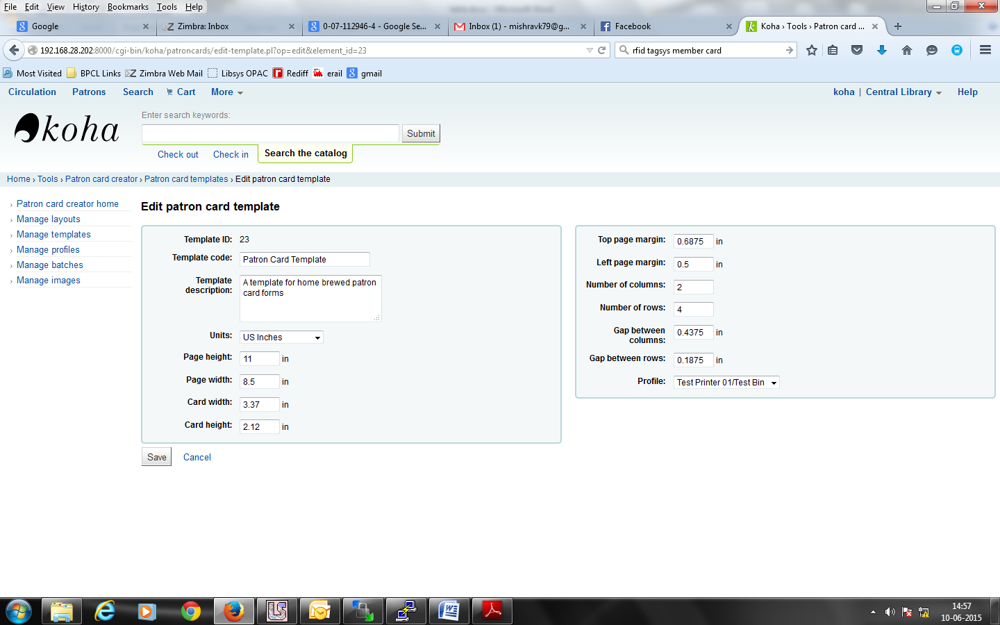 File Edit View History Bookmarks Tools Help
Google
Zimbra: Inbox
0-07-112946-4 - Google Se...
Inbox (1) - mishravk79@g...
Facebook
Koha › Tools › Patron card ...
192.168.28.202:8000/cgi-bin/koha/patroncards/edit-template.pl?op=edit&element_id=23
rfid tagsys member card
Most Visited BPCL Links Zimbra Web Mail Libsys OPAC Rediff erail gmail
Circulation Patrons Search Cart More
koha | Central Library Help
koha
Enter search keywords:
Submit
Check out Check in Search the catalog
Home › Tools › Patron card creator › Patron card templates › Edit patron card template
› Patron card creator home
› Manage layouts
› Manage templates
› Manage profiles
› Manage batches
› Manage images
Edit patron card template
Template ID: 23
Template code: Patron Card Template
Template description: A template for home brewed patron
card forms
Units: US Inches
Page height: 11 in
Page width: 8.5 in
Card width: 3.37 in
Card height: 2.12 in
Top page margin: 0.6875 in
Left page margin: 0.5 in
Number of columns: 2
Number of rows: 4
Gap between
columns: 0.4375 in
Gap between rows: 0.1875 in
Profile: Test Printer 01/Test Bin
Save Cancel
14:57
10-06-2015